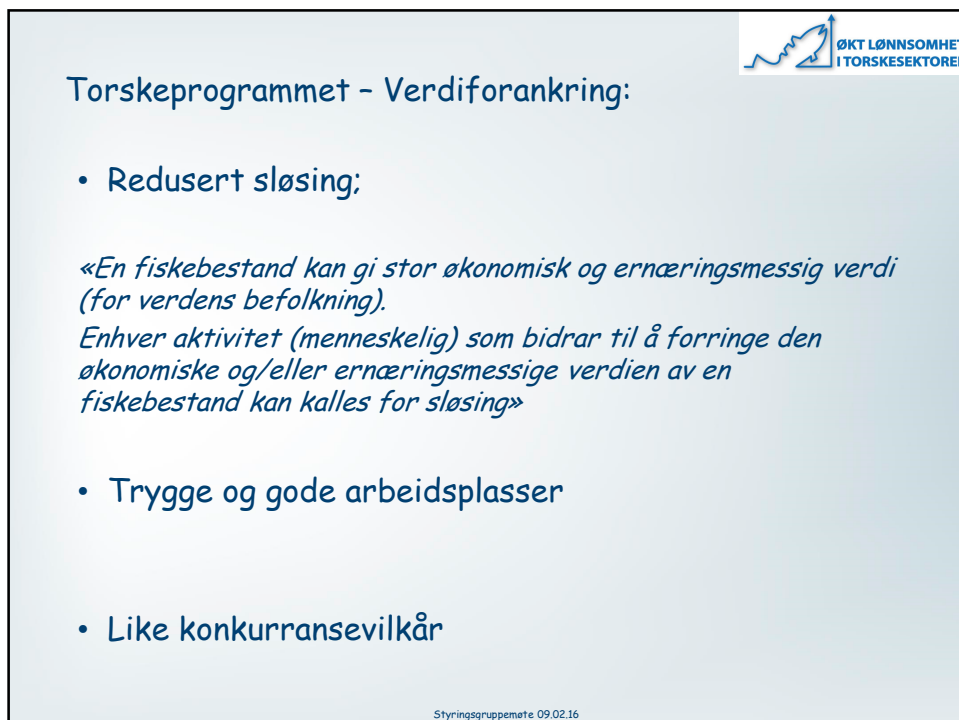 ØKT LØNNSOMHET
I TORSKESEKTOREN
Torskeprogrammet – Verdiforankring:
• Redusert sløsing;
«En fiskebestand kan gi stor økonomisk og ernæringsmessig verdi
(for verdens befolkning).
Enhver aktivitet (menneskelig) som bidrar til å forringe den
økonomiske og/eller ernæringsmessige verdien av en
fiskebestand kan kalles for sløsing»
• Trygge og gode arbeidsplasser
• Like konkurransevilkår
Styringsgruppemøte 09.02.16